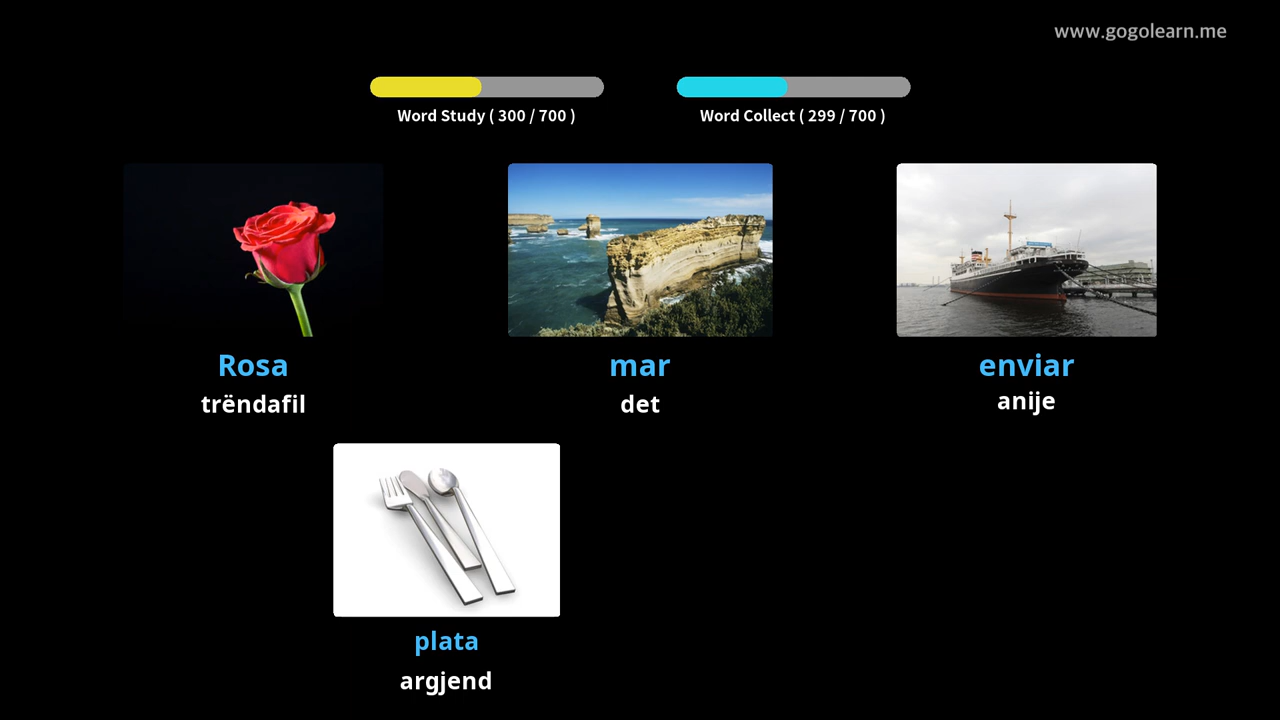 www.gogolearn.me
Word Study ( 300 / 700 )
Word Collect ( 299 / 700 )
Rosa
trëndafil
mar
det
enviar
anije
plata
argjend